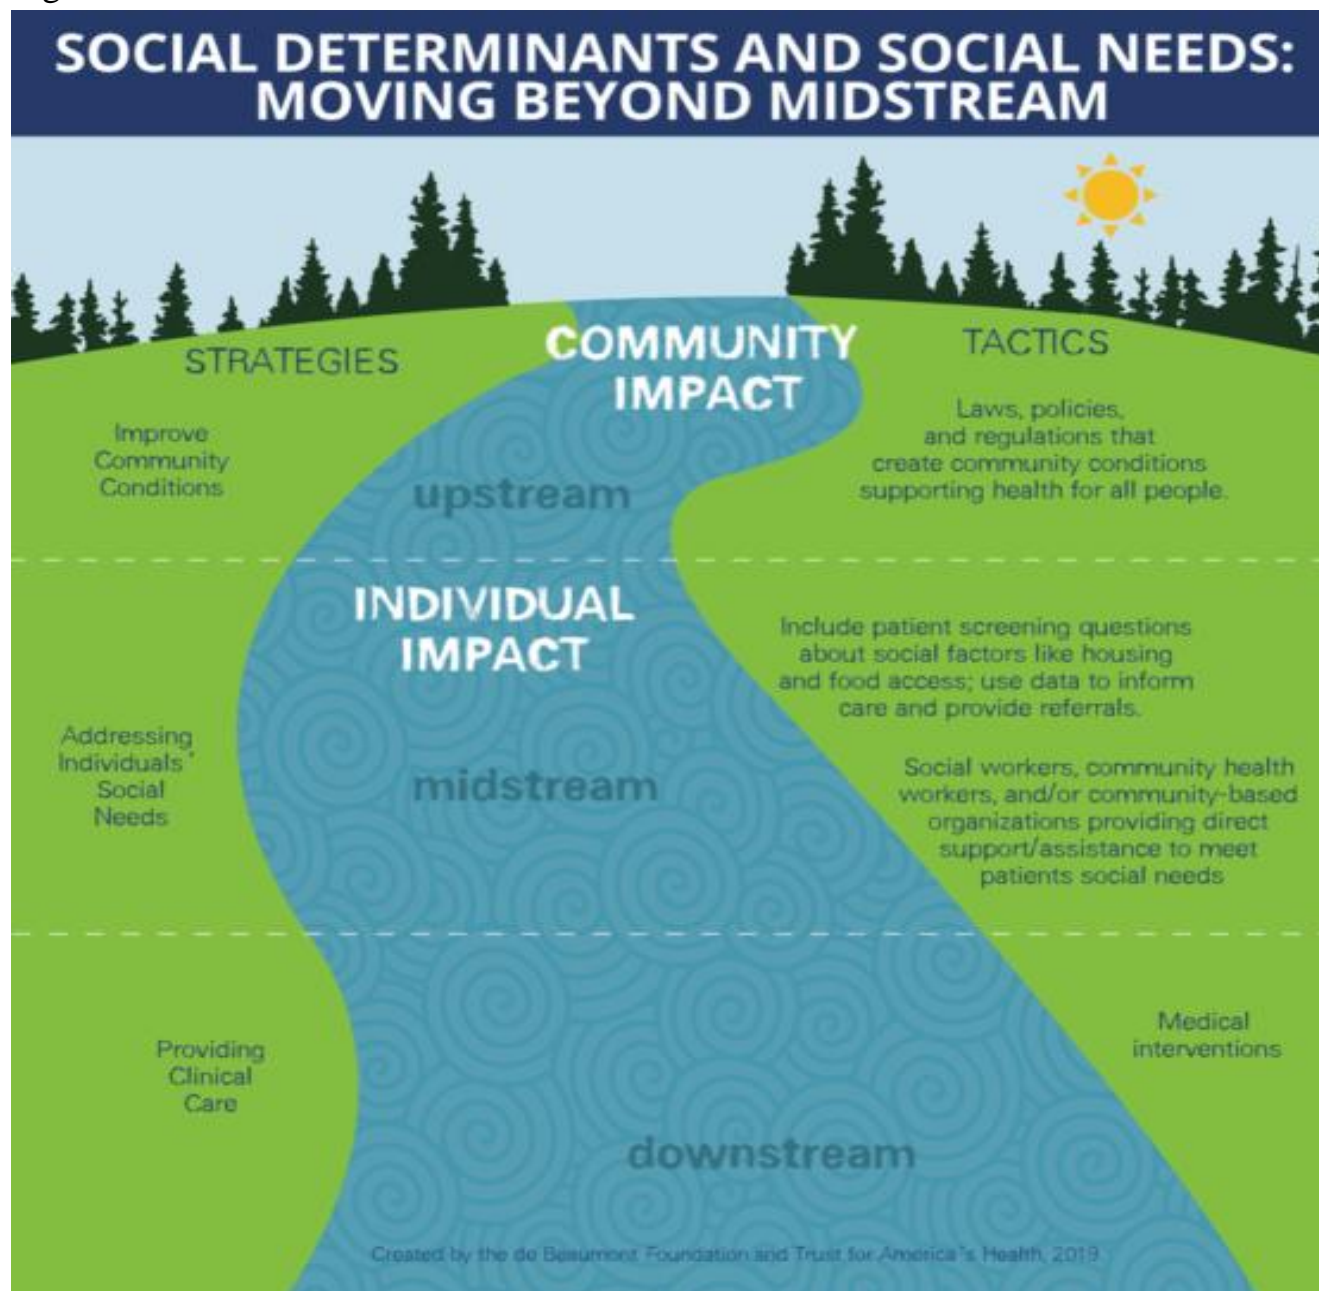 SOCIAL DETERMINANTS AND SOCIAL NEEDS:
MOVING BEYOND MIDSTREAM
STRATEGIES
COMMUNITY
IMPACT
TACTICS
Improve
Community
Conditions
upstream
Laws, policies,
and regulations that
create community conditions
supporting health for all people.
INDIVIDUAL
IMPACT
Addressing
Individuals'
Social
Needs
midstream
Include patient screening questions
about social factors like housing
and food access; use data to inform
care and provide referrals.
Social workers, community health
workers, and/or community-based
organizations providing direct
support/assistance to meet
patients social needs
Providing
Clinical
Care
Medical
interventions
downstream
Created by the de Beaumont Foundation and Trust for America's Health, 2019